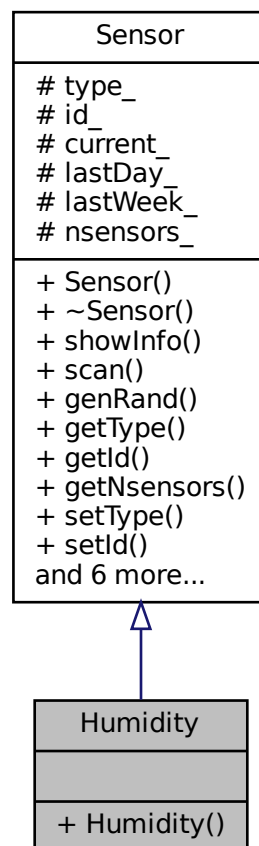 Sensor
# type_
# id_
# current_
# lastDay_
# lastWeek_
# nsensors_
+ Sensor()
+ ~Sensor()
+ showInfo()
+ scan()
+ genRand()
+ getType()
+ getId()
+ getNsensors()
+ setType()
+ setId()
and 6 more...
Humidity
+ Humidity()